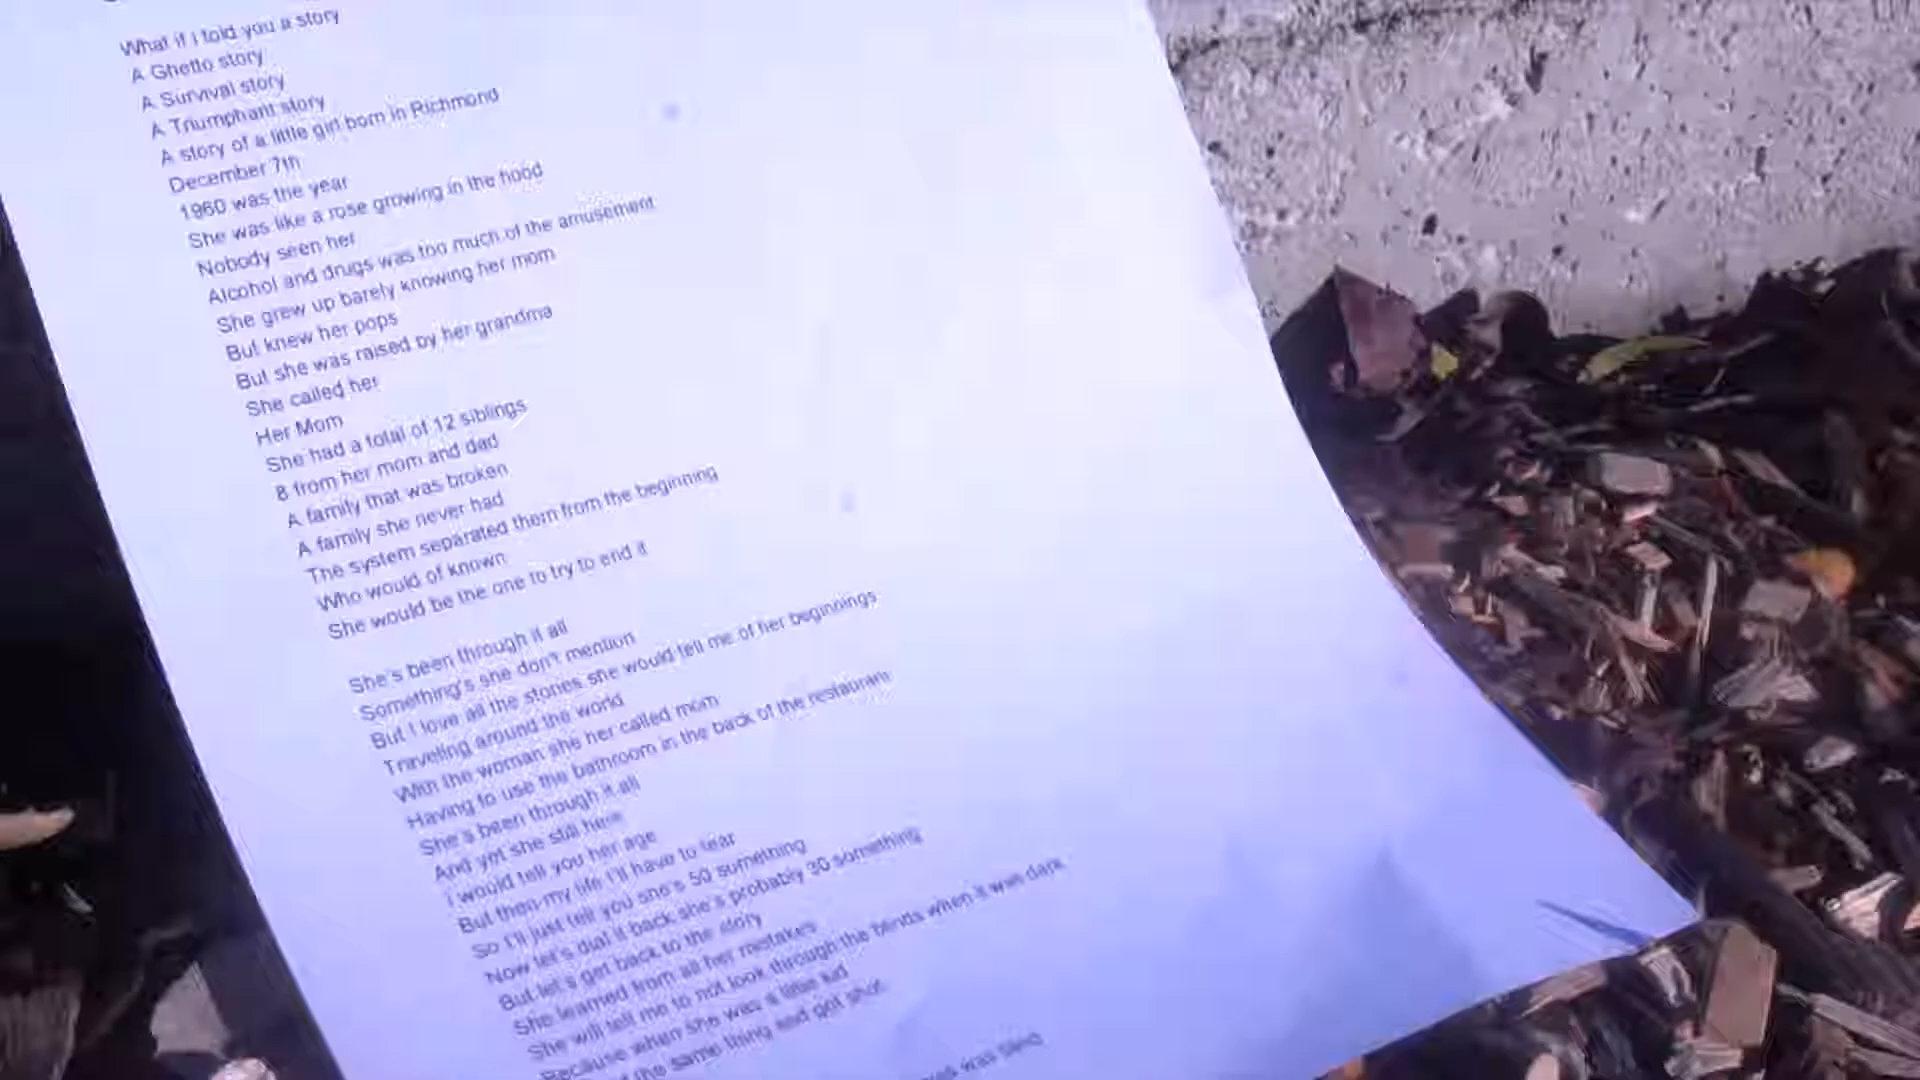 What if I told you a story
A Ghetto story
A Survival story
A Triumphant story
A story of a little girl born in Richmond
December 7th
1960 was the year
She was like a rose growing in the hood
Nobody seen her
Alcohol and drugs was too much of the amusement
She grew up barely knowing her mom
But knew her pops
But she was raised by her grandma
She called her
Her Mom
She had a total of 12 siblings
8 from her mom and dad
A family that was broken
A family she never had
The system separated them from the beginning
Who would of known
She would be the one to try to end it
She's been through it all
Something's she don't mention
But I love all the stories she would tell me of her beginnings
Traveling around the world
With the woman she her called mom
Having to use the bathroom in the back of the restaurant
She's been through it all
And yet she still here
I would tell you her age
But then my life I'll have to fear
So I'll just tell you she's 50 something
Now let's dial it back she's probably 30 something
But let's get back to the story
She learned from all her mistakes
She will tell me to not look through the blinds when it was dark
Because when she was a little kid
the same thing and got shot
was blind